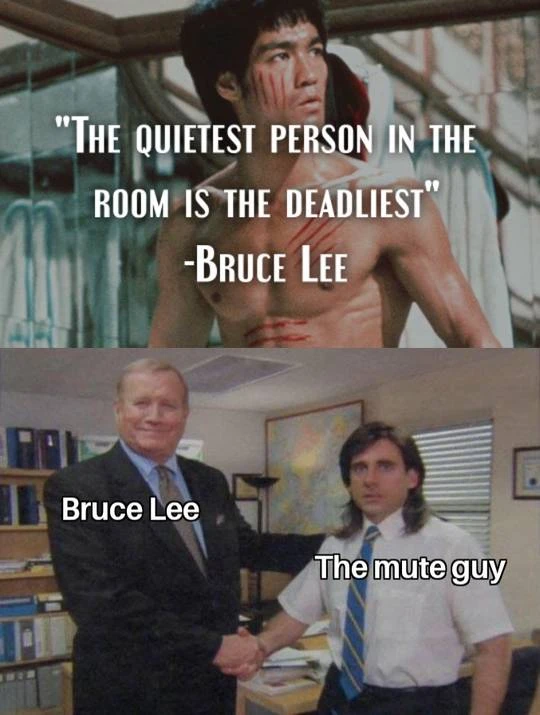 "The quietest person in the
room is the deadliest"
-Bruce Lee
Bruce Lee
The mute guy